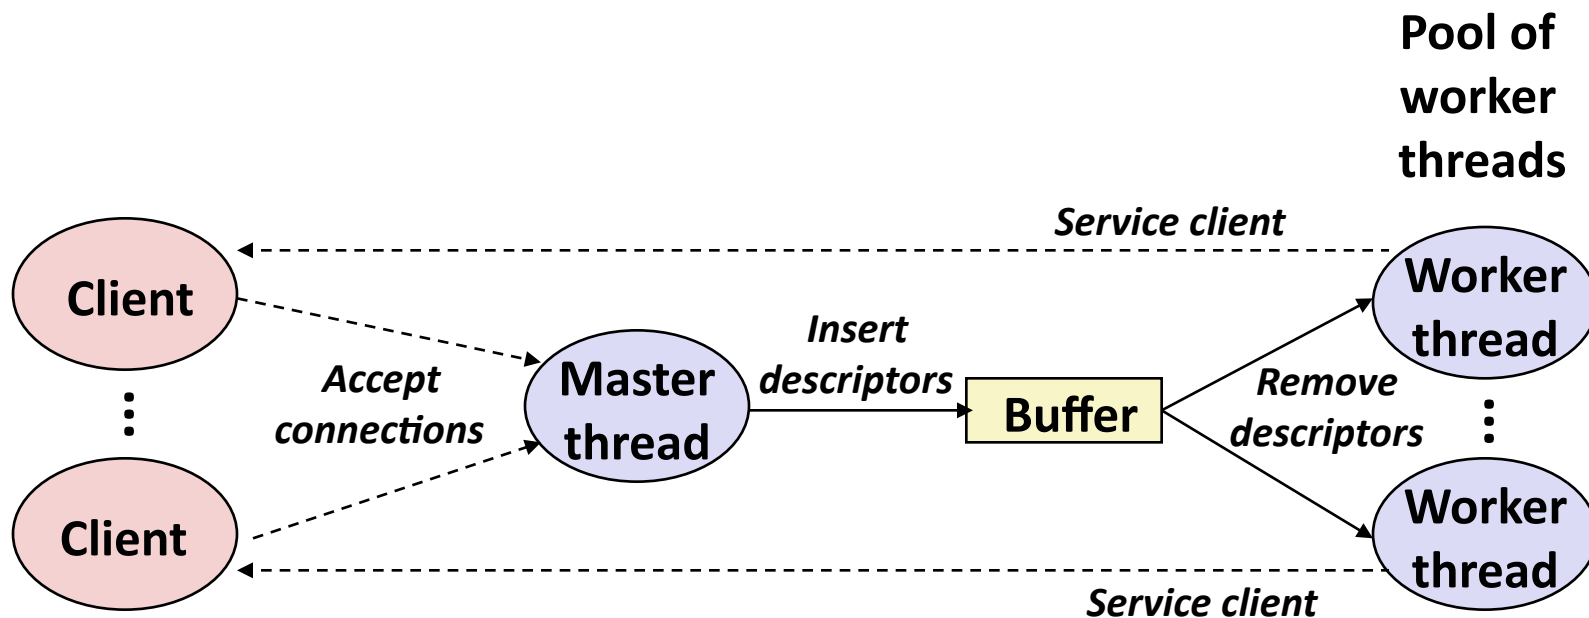 Pool of
worker
threads
Service client
Client
Worker
thread
Insert
descriptors
Accept
connections
Master
thread
Buffer
Remove
descriptors
Client
Worker
thread
Service client